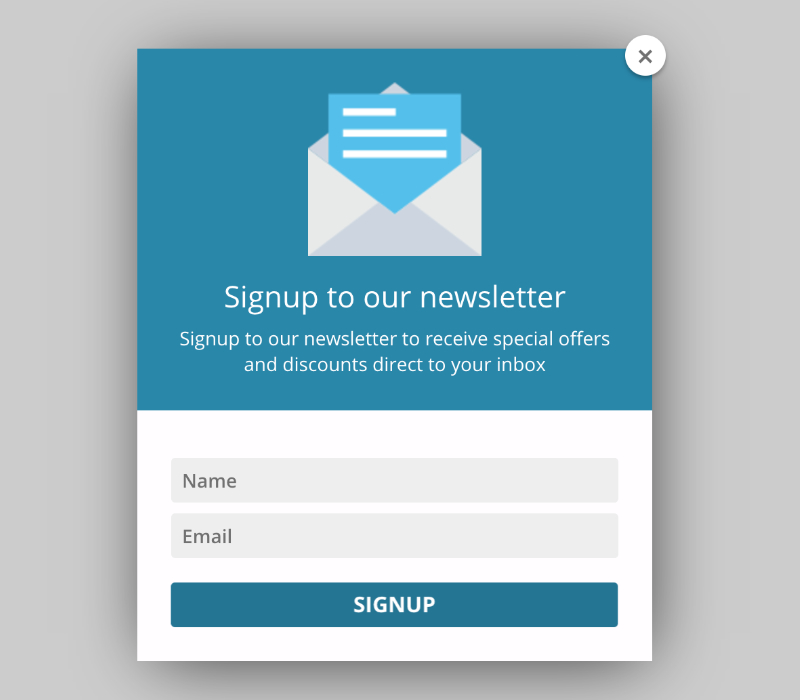 Signup to our newsletter
Signup to our newsletter to receive special offers
and discounts direct to your inbox
Name
Email
SIGNUP